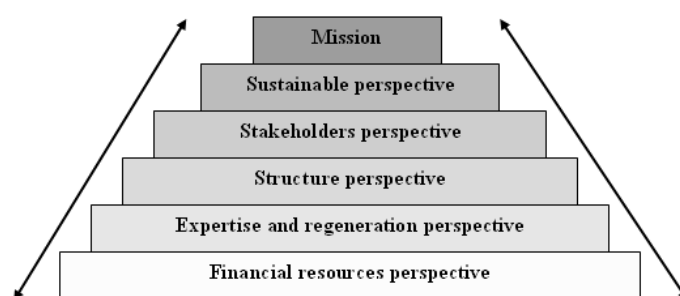 Mission
Sustainable perspective
Stakeholders perspective
Structure perspective
Expertise and regeneration perspective
Financial resources perspective